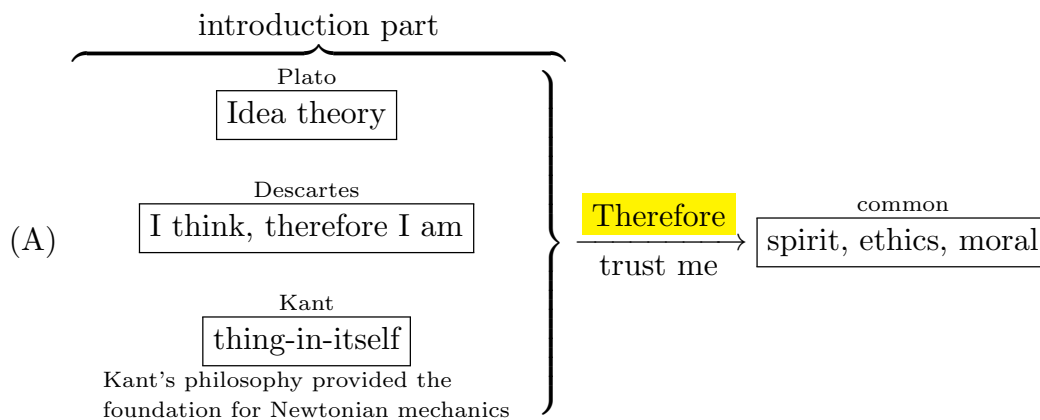 introduction part
Plato
Idea theory
Descartes
I think, therefore I am
(A)
Therefore
trust me
common
spirit, ethics, moral
Kant
thing-in-itself
Kant's philosophy provided the
foundation for Newtonian mechanics